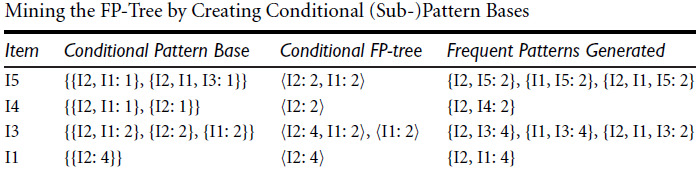 Mining the FP-Tree by Creating Conditional (Sub-)Pattern Bases
Item Conditional Pattern Base Conditional FP-tree Frequent Patterns Generated
I5 {{I2, I1: 1}, {I2, I1, I3: 1}} ⟨I2: 2, I1: 2⟩ {I2, I5: 2}, {I1, I5: 2}, {I2, I1, I5: 2}
I4 {{I2, I1: 1}, {I2: 1}} ⟨I2: 2⟩ {I2, I4: 2}
I3 {{I2, I1: 2}, {I2: 2}, {I1: 2}} ⟨I2: 4, I1: 2⟩, ⟨I1: 2⟩ {I2, I3: 4}, {I1, I3: 4}, {I2, I1, I3: 2}
I1 {{I2: 4}} ⟨I2: 4⟩ {I2, I1: 4}